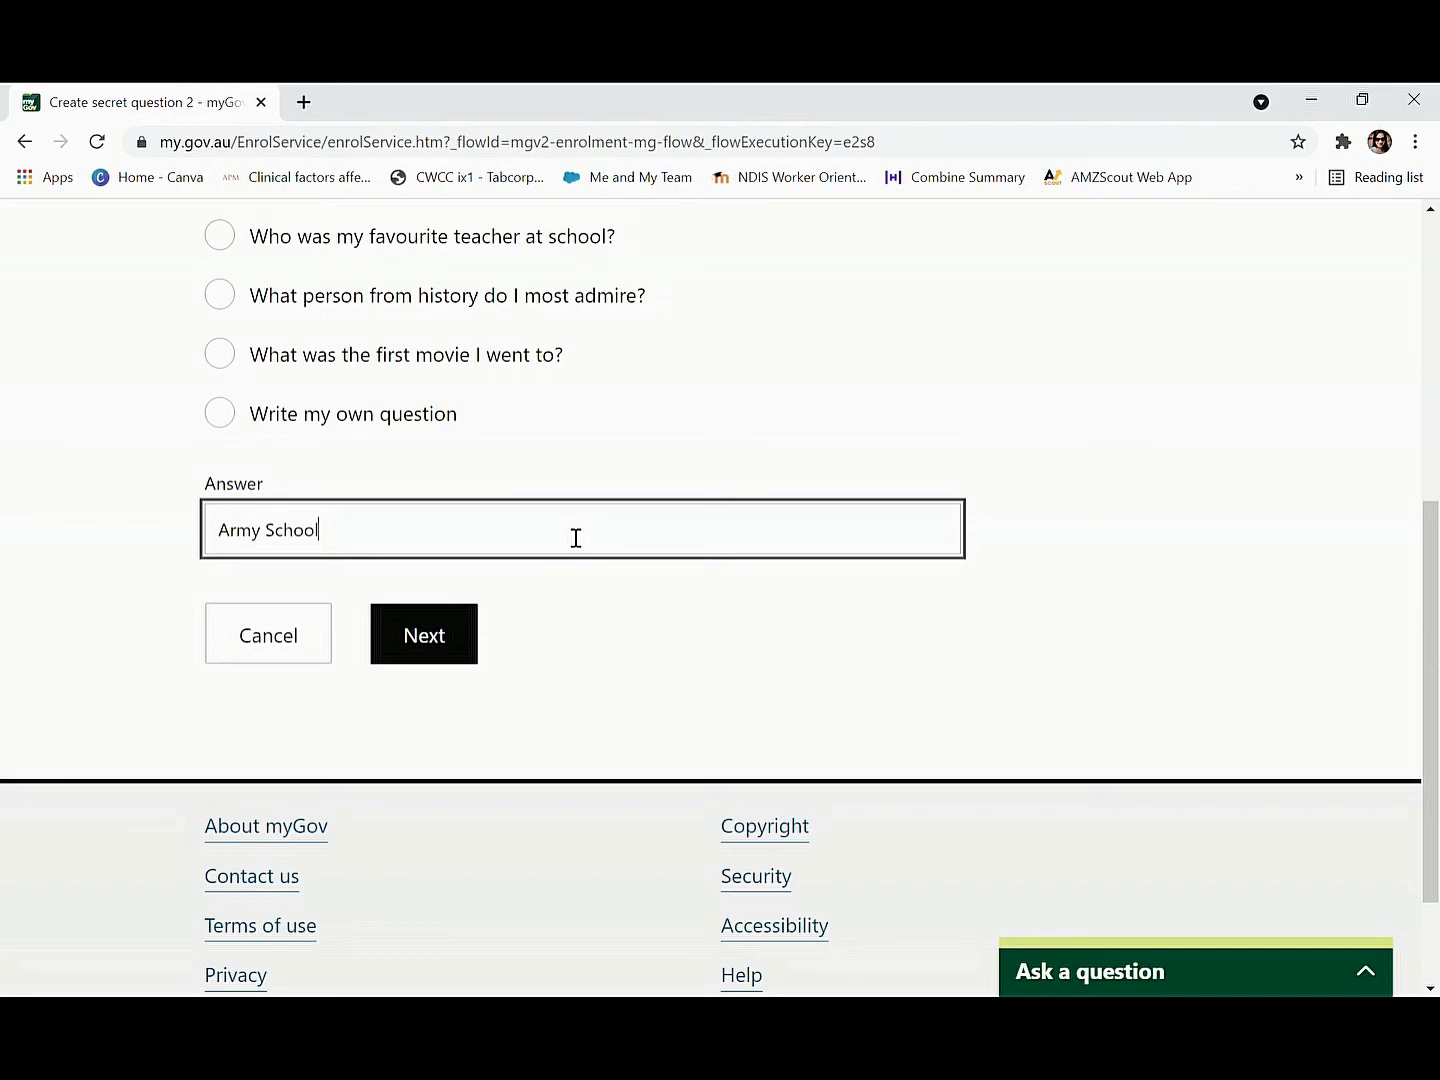 Create secret question 2 - myGov
my.gov.au/EnrolService/enrolService.htm?_flowId=mgv2-enrolment-mg-flow&_flowExecutionKey=e2s8
Apps
Home - Canva
APM Clinical factors affe...
CWCC ix1 - Tabcorp...
Me and My Team
NDIS Worker Orient...
Combine Summary
AMZScout Web App
»
Reading list
Who was my favourite teacher at school?
What person from history do I most admire?
What was the first movie I went to?
Write my own question
Answer
Army School
Cancel
Next
About myGov
Copyright
Contact us
Security
Terms of use
Accessibility
Privacy
Help
Ask a question